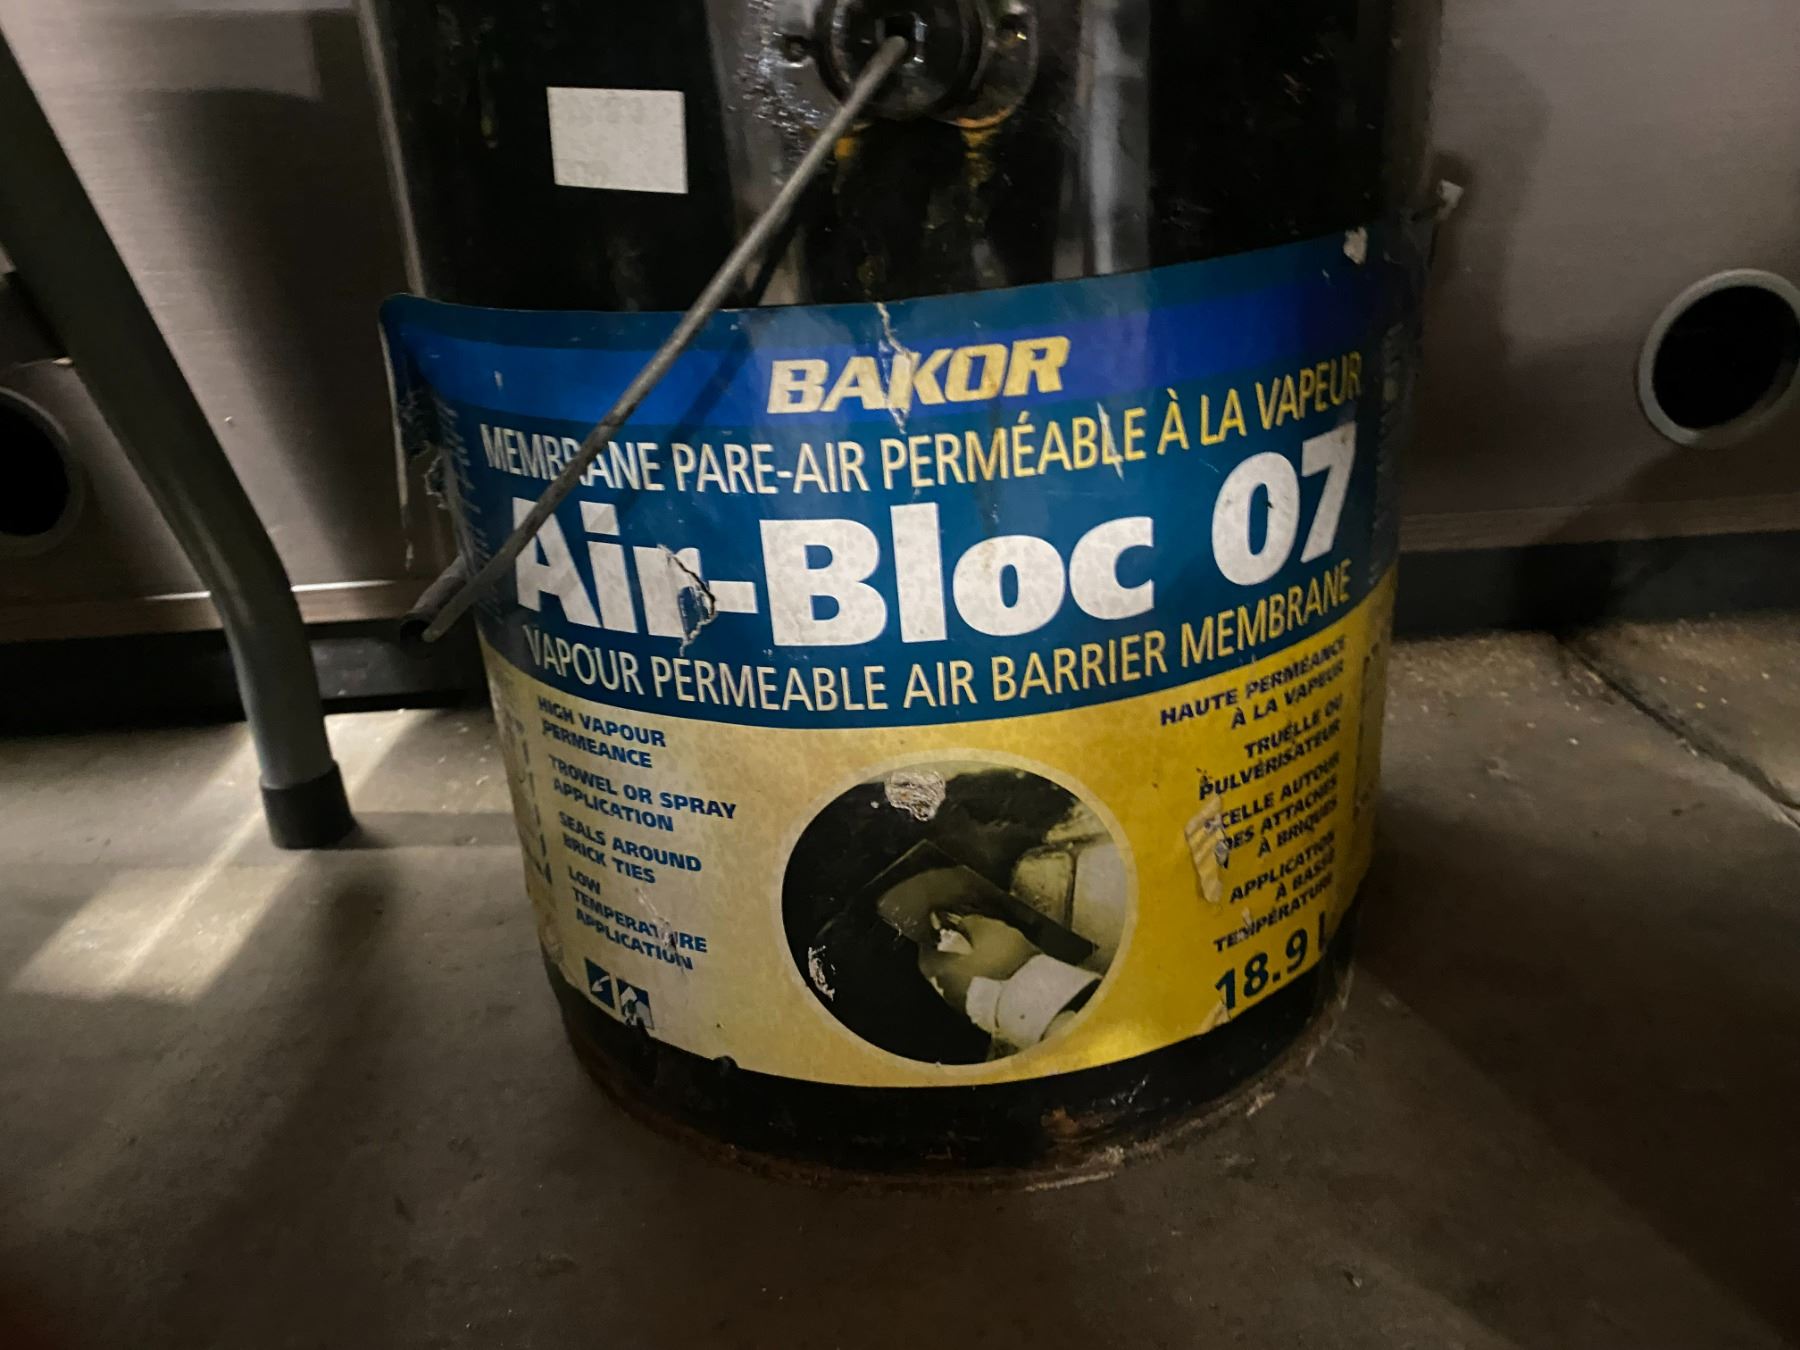 BAKOR
MEMBRANE PARE-AIR PERMÉABLE À LA VAPEUR
Air-Bloc 07
VAPOUR PERMEABLE AIR BARRIER MEMBRANE
HIGH VAPOUR
PERMEANCE
TROWEL OR SPRAY
APPLICATION
SEALS AROUND
BRICK TIES
LOW
TEMPERATURE
APPLICATION
HAUTE PERMÉANCE
À LA VAPEUR
TRUELLE OU
PULVÉRISATEUR
SCELLE AUTOUR
DES ATTACHES
À BRIQUES
APPLICATION
À BASSE
TEMPÉRATURE
18.9 l